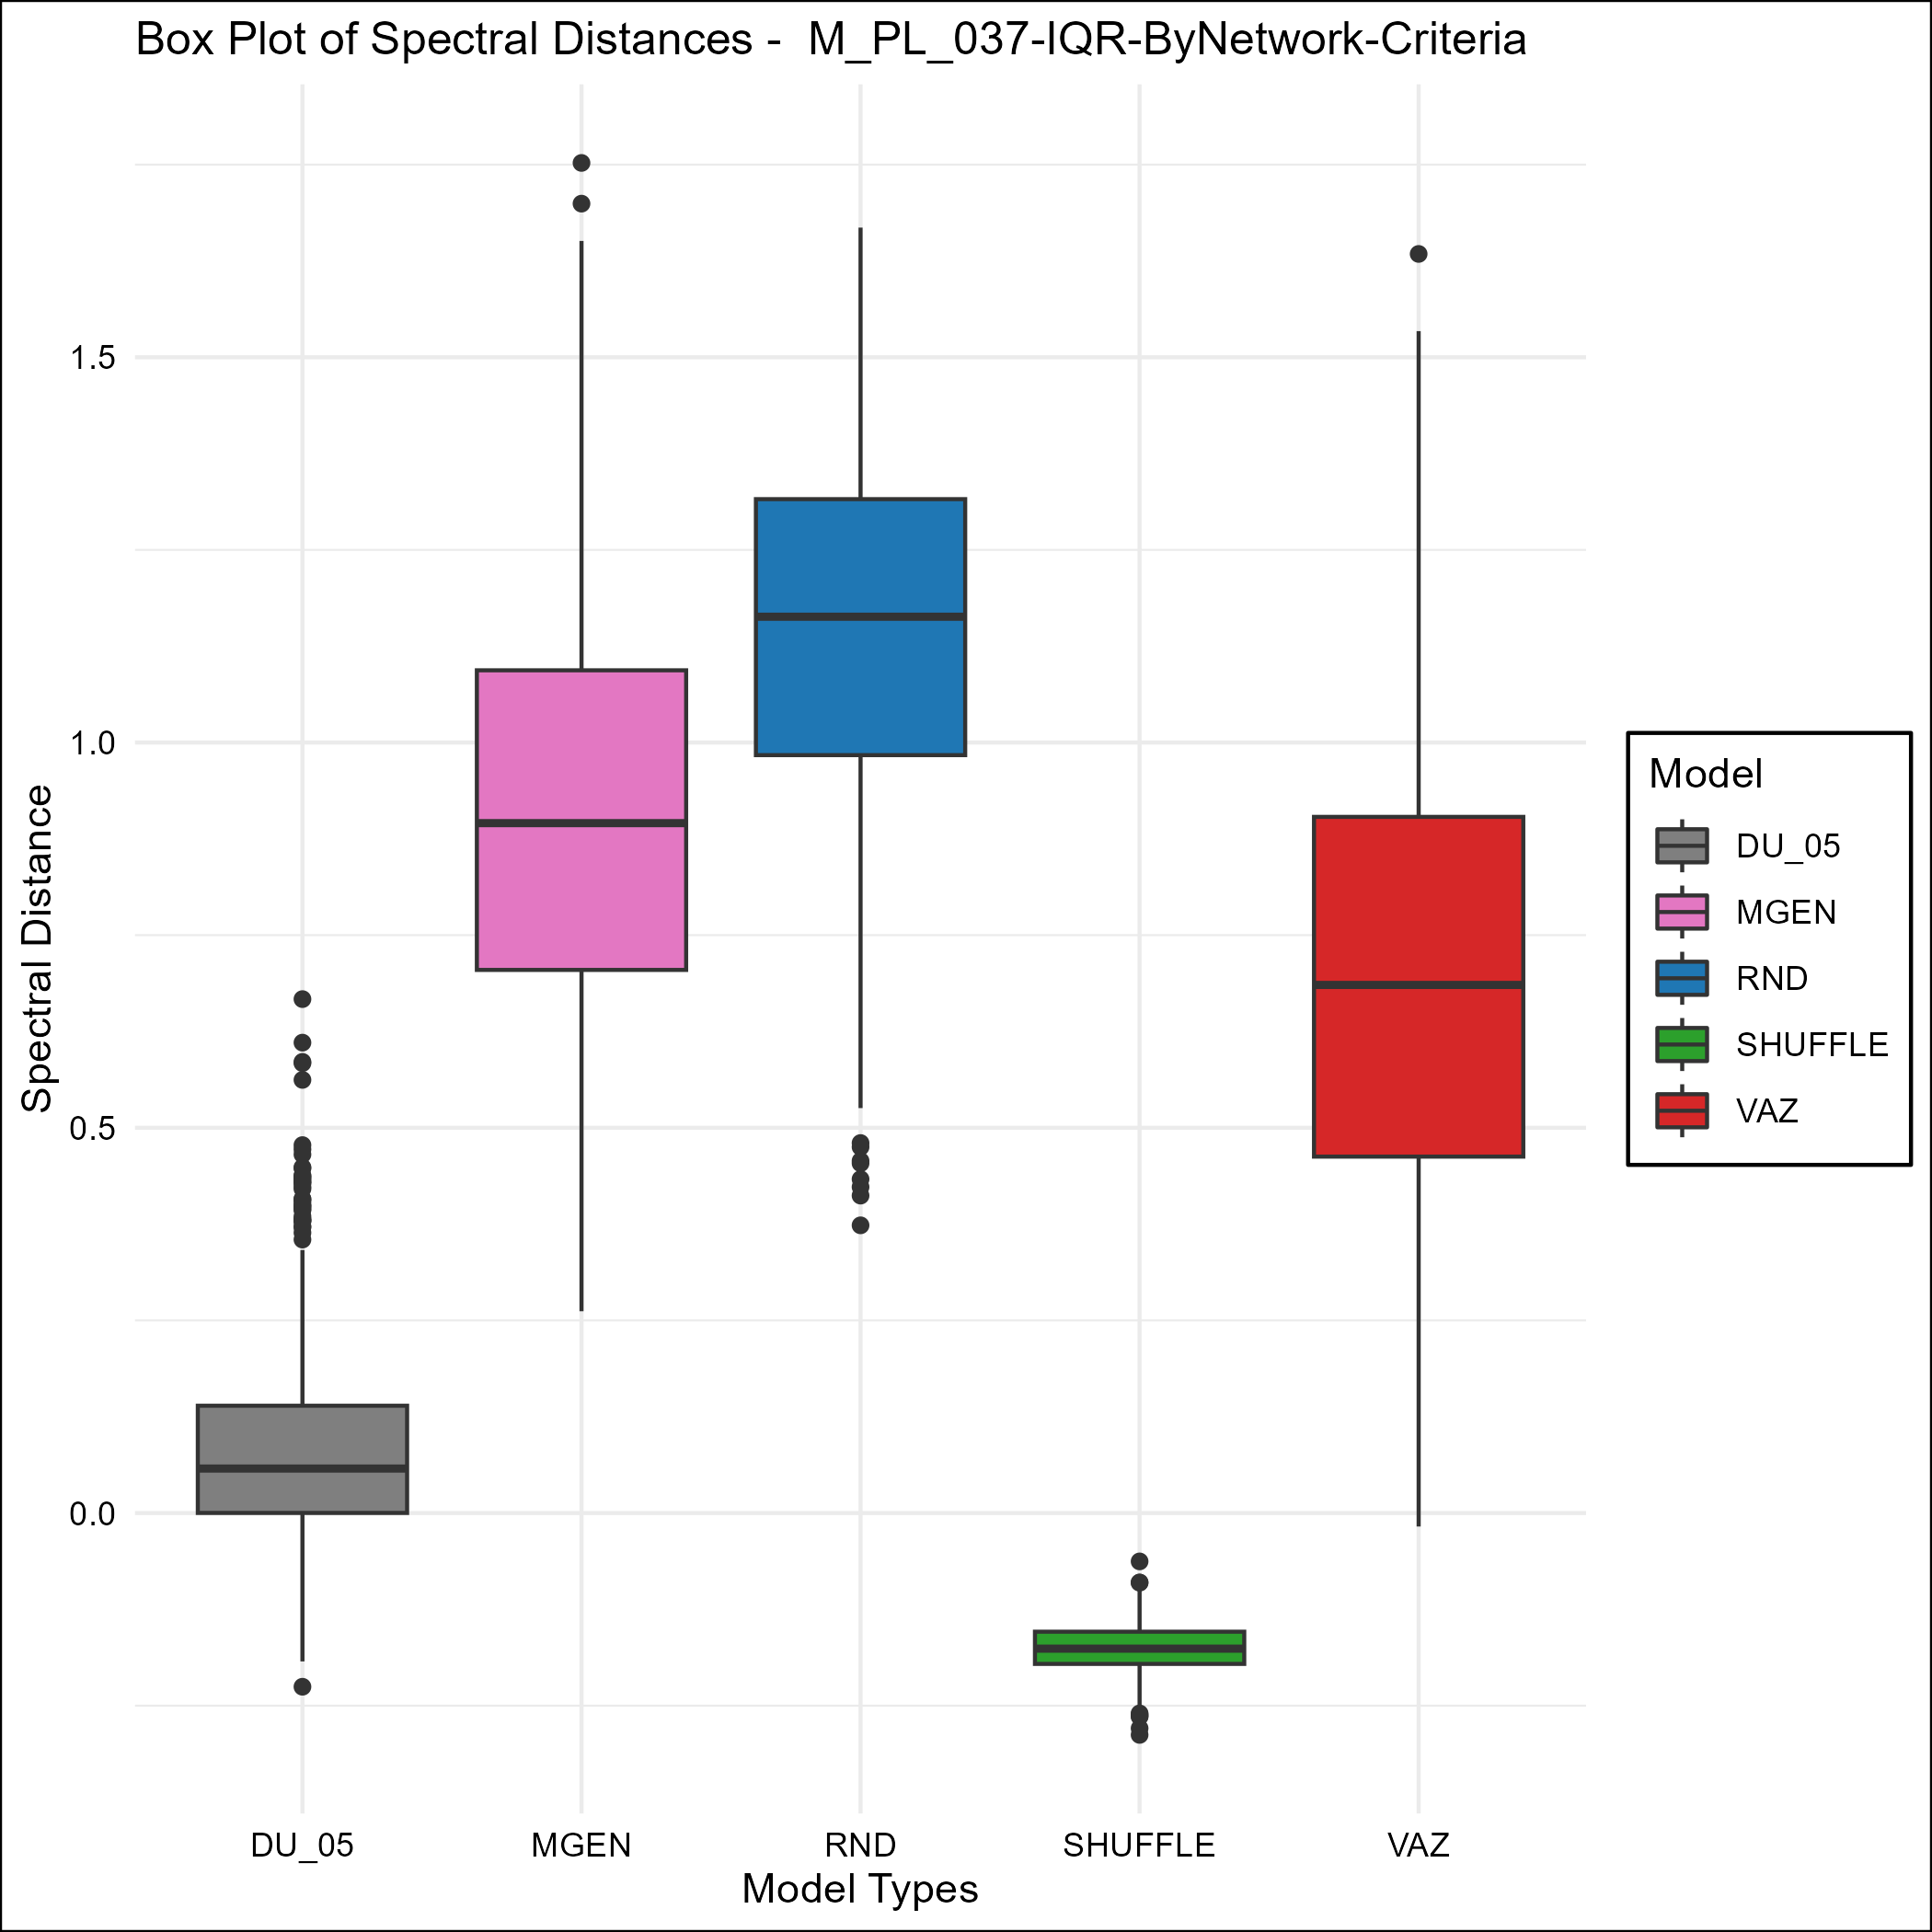 Box Plot of Spectral Distances -  M_PL_037-IQR-ByNetwork-Criteria
Spectral Distance
1.5
1.0
0.5
0.0
DU_05
MGEN
RND
SHUFFLE
VAZ
Model Types
Model
DU_05
MGEN
RND
SHUFFLE
VAZ